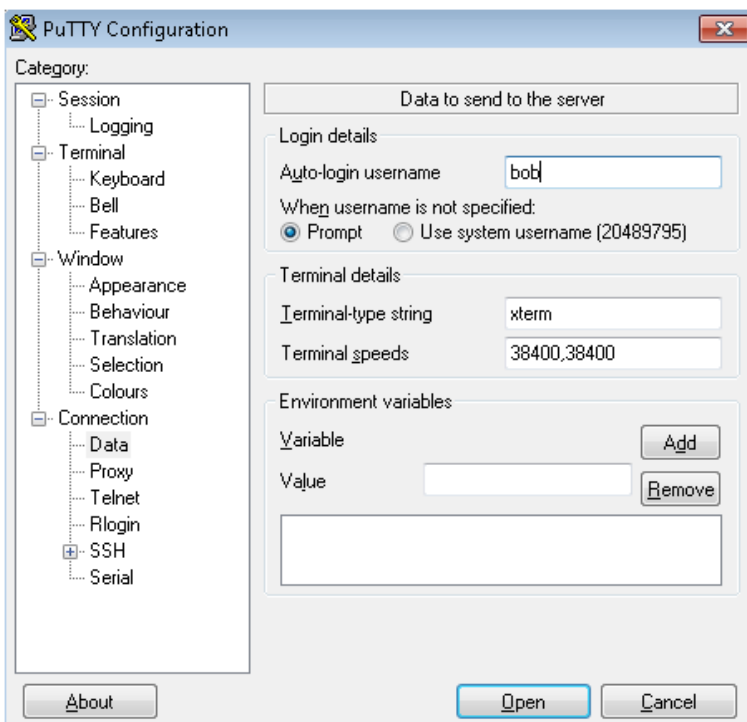 PuTTY Configuration
Category:
Session
Logging
Terminal
Keyboard
Bell
Features
Window
Appearance
Behaviour
Translation
Selection
Colours
Connection
Data
Proxy
Telnet
Rlogin
SSH
Serial
Data to send to the server
Login details
Auto-login username bob
When username is not specified:
Prompt Use system username (20489795)
Terminal details
Terminal-type string xterm
Terminal speeds 38400,38400
Environment variables
Variable Add
Value Remove
About Open Cancel